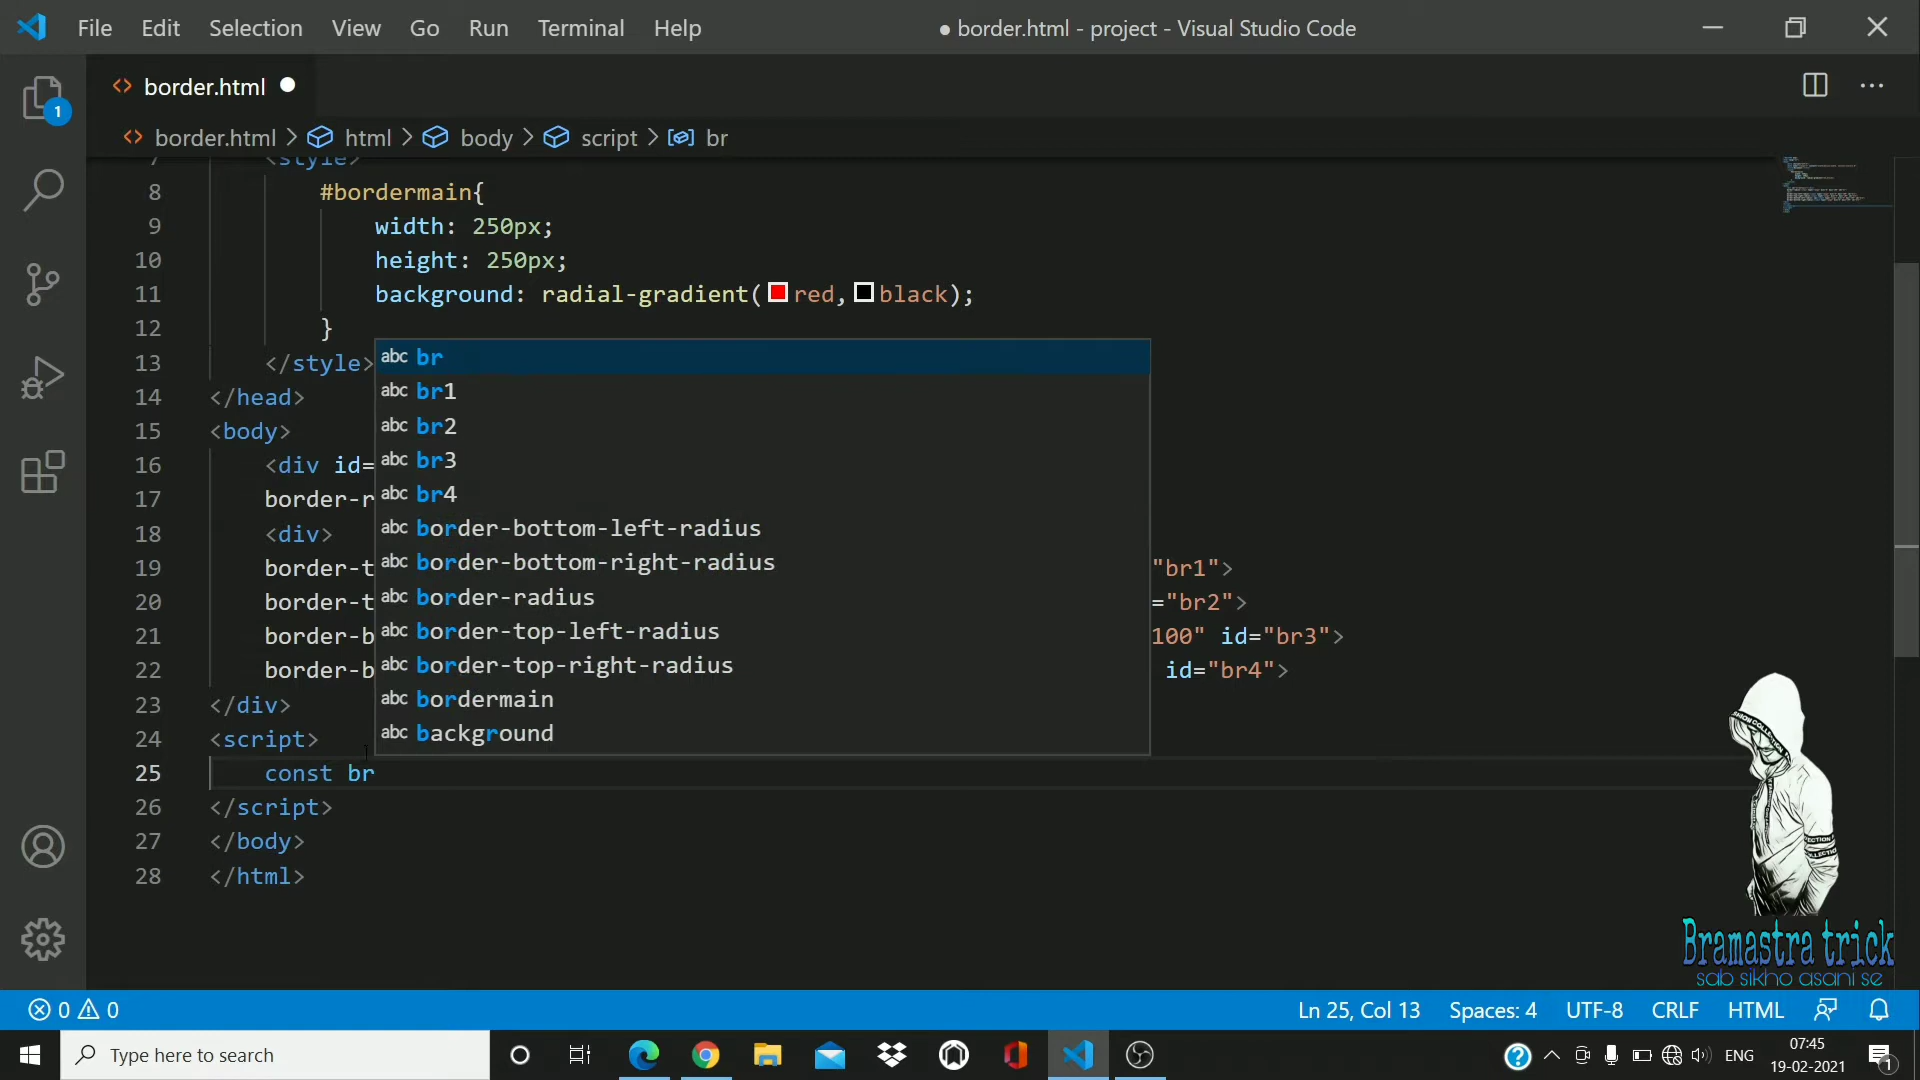 File Edit Selection View Go Run Terminal Help
● border.html - project - Visual Studio Code
<> border.html ●
1
<> border.html > html > body > script > br
7 <style>
8 #bordermain{
9 width: 250px;
10 height: 250px;
11 background: radial-gradient(red, black);
12 }
13 </style>
14 </head>
15 <body>
16 <div id=
17 border-r
18 <div>
19 border-t "br1">
20 border-t ="br2">
21 border-b 100" id="br3">
22 border-b id="br4">
23 </div>
24 <script>
25 const br
26 </script>
27 </body>
28 </html>
abc br
abc br1
abc br2
abc br3
abc br4
abc border-bottom-left-radius
abc border-bottom-right-radius
abc border-radius
abc border-top-left-radius
abc border-top-right-radius
abc bordermain
abc background
Bramastra trick
sab sikho asani se
0 0
Ln 25, Col 13 Spaces: 4 UTF-8 CRLF HTML
Type here to search
ENG
07:45
19-02-2021
1